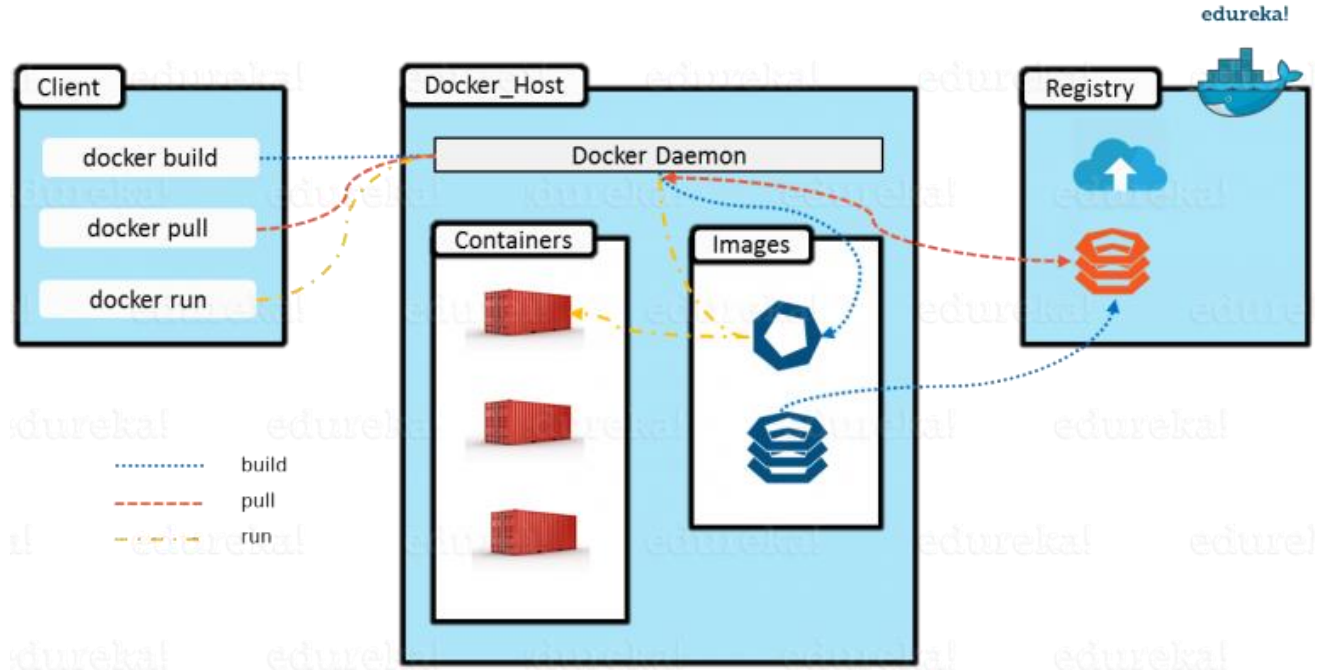 edureka!
Client
docker build
docker pull
docker run
Docker_Host
Docker Daemon
Containers
Images
Registry
build
pull
run